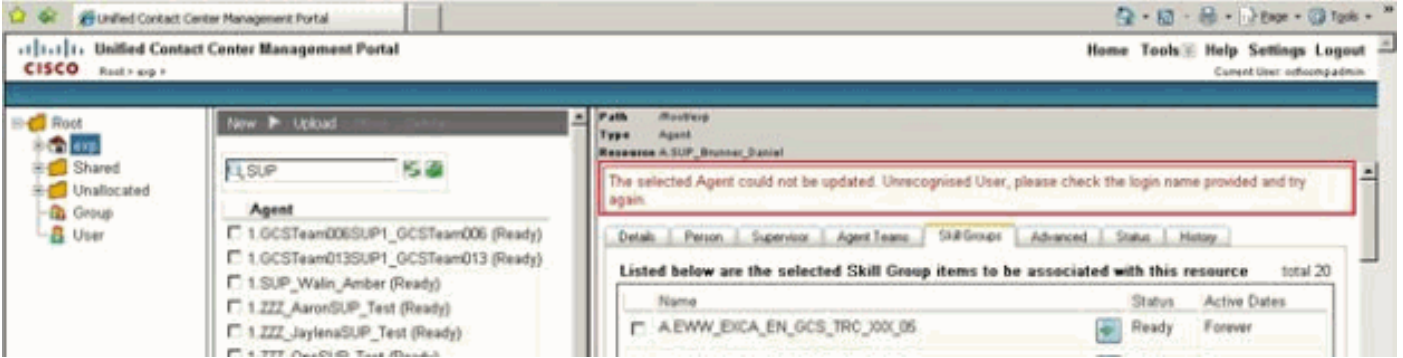 Unified Contact Center Management Portal
Page Tools »
CISCO Unified Contact Center Management Portal
Home Tools Help Settings Logout
Root > exp >
Root
exp
Shared
Unallocated
Group
User
New Upload
SUP
Agent
1.GCSTeam006SUP1_GCSTeam006 (Ready)
1.GCSTeam013SUP1_GCSTeam013 (Ready)
1.SUP_Walin_Amber (Ready)
1.ZZZ_AaronSUP_Test (Ready)
1.ZZZ_JaylenaSUP_Test (Ready)
Path /Root/exp
Type Agent
Resource A.SUP_Brunner_Daniel
The selected Agent could not be updated. Unrecognised User, please check the login name provided and try
again.
Details Person Supervisor Agent Teams Skill Groups Advanced Status History
Listed below are the selected Skill Group items to be associated with this resource total 20
Name Status Active Dates
A.EWW_EXCA_EN_GCS_TRC_XXX_05 Ready Forever